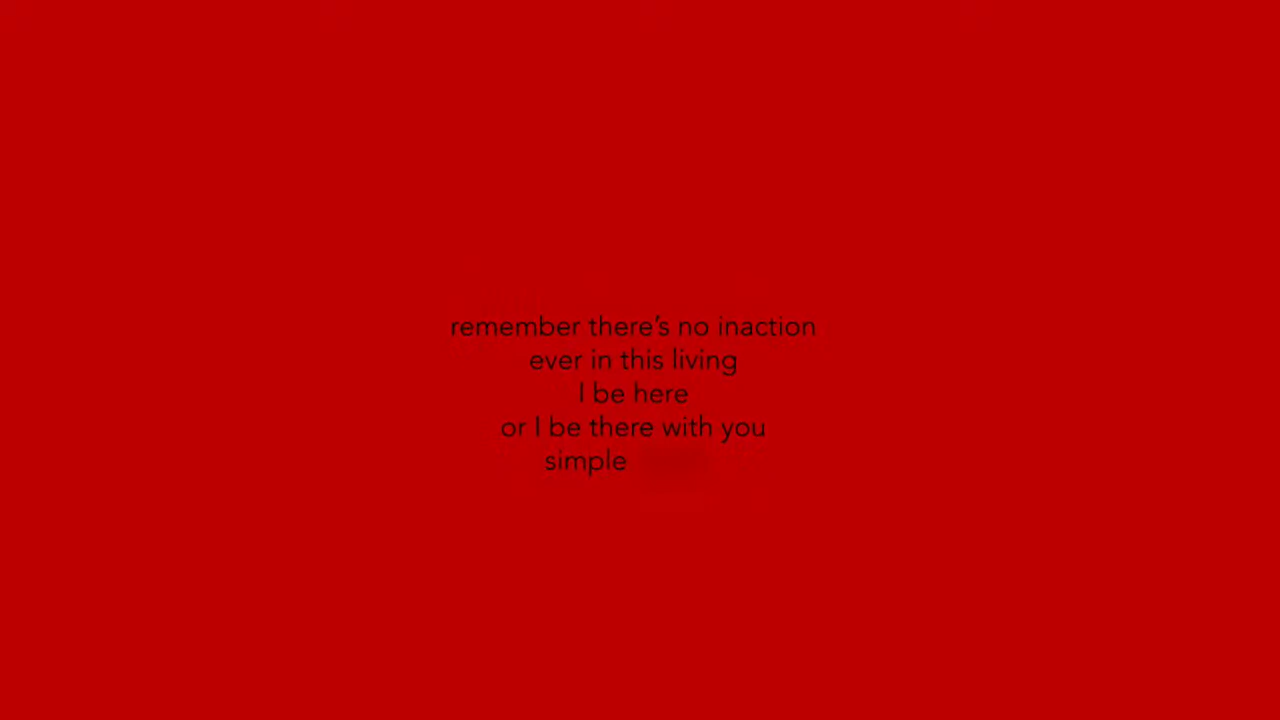 remember there's no inaction
ever in this living
I be here
or I be there with you
simple